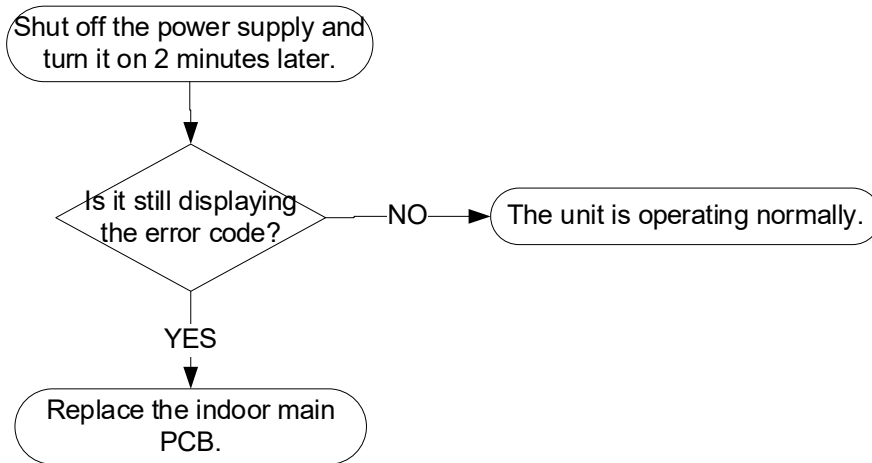 Shut off the power supply and
turn it on 2 minutes later.
Is it still displaying
the error code?
NO
The unit is operating normally.
YES
Replace the indoor main
PCB.